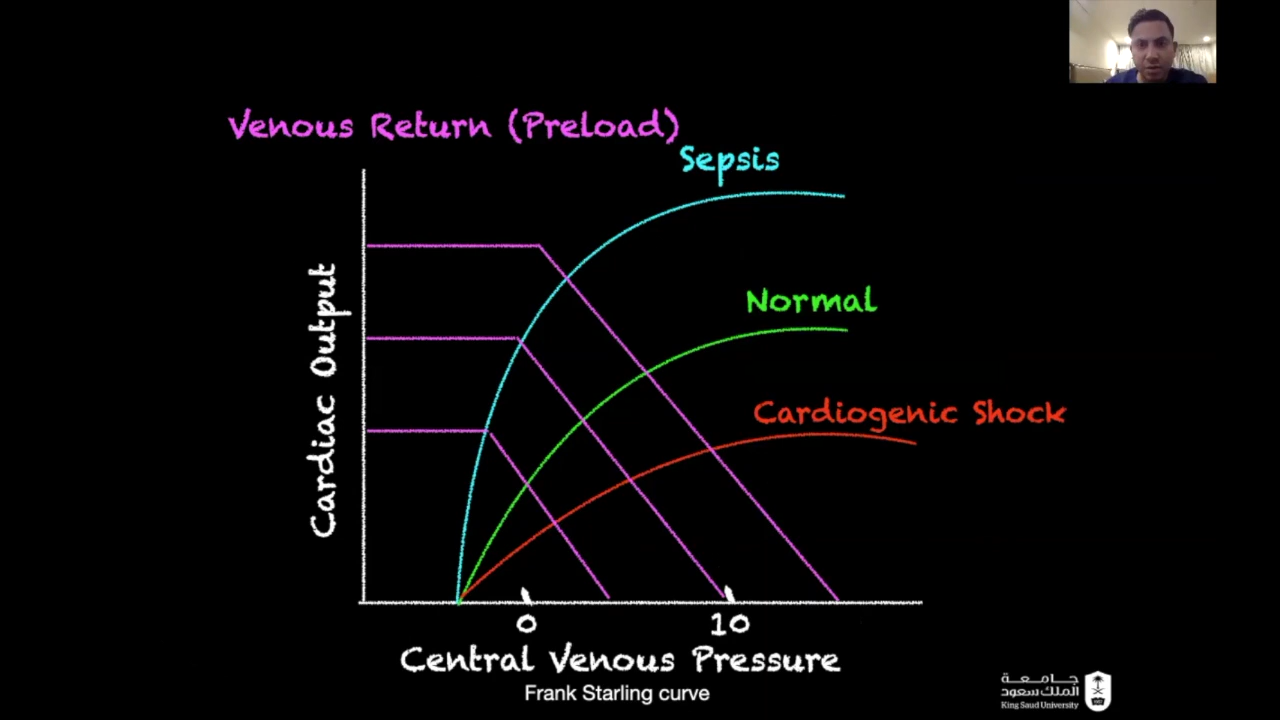 Venous Return (Preload)
Sepsis
Normal
Cardiogenic Shock
Cardiac Output
0
10
Central Venous Pressure
Frank Starling curve
جامعة
الملك سعود
King Saud University